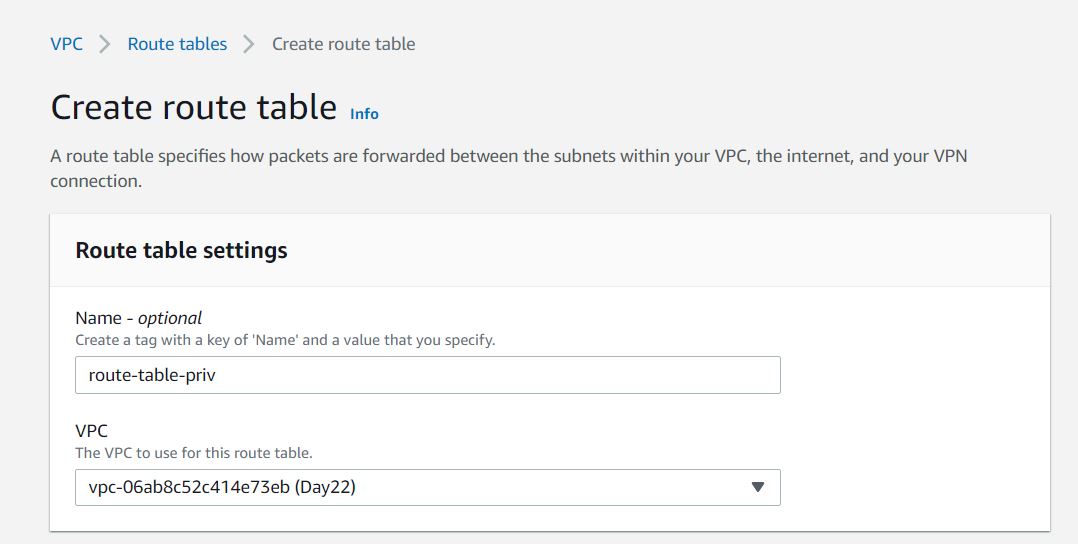 VPC > Route tables > Create route table
Create route table Info
A route table specifies how packets are forwarded between the subnets within your VPC, the internet, and your VPN
connection.
Route table settings
Name - optional
Create a tag with a key of 'Name' and a value that you specify.
route-table-priv
VPC
The VPC to use for this route table.
vpc-06ab8c52c414e73eb (Day22)